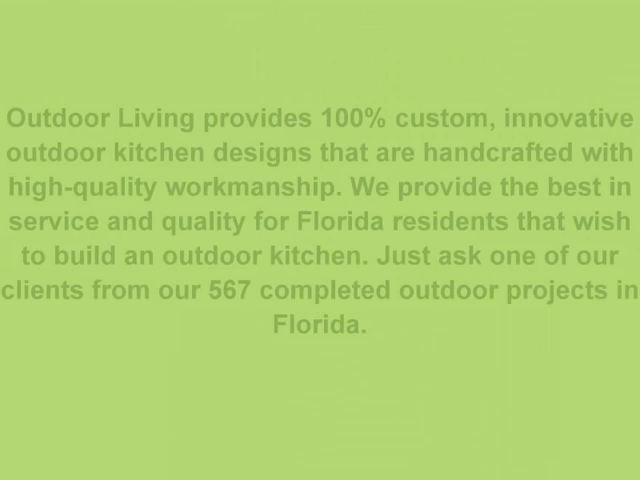 Outdoor Living provides 100% custom, innovative
outdoor kitchen designs that are handcrafted with
high-quality workmanship. We provide the best in
service and quality for Florida residents that wish
to build an outdoor kitchen. Just ask one of our
clients from our 567 completed outdoor projects in
Florida.